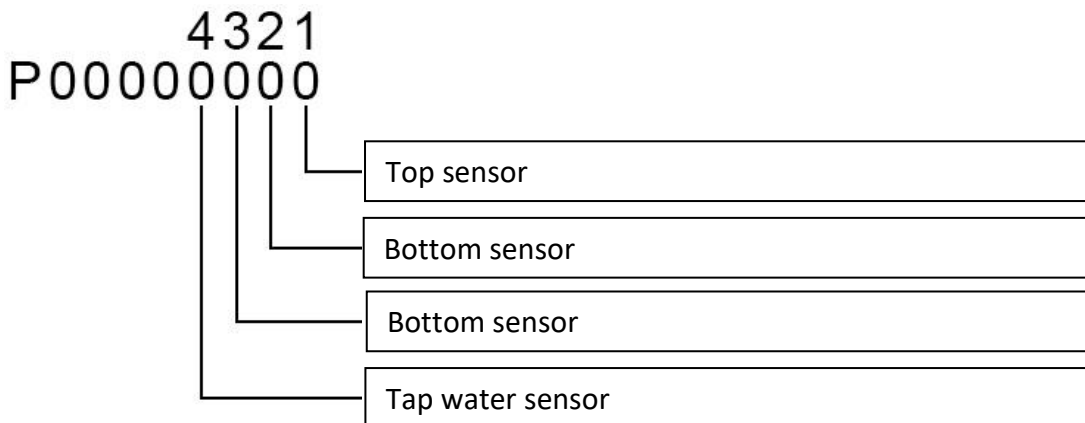 4321
P00000000
Top sensor
Bottom sensor
Bottom sensor
Tap water sensor